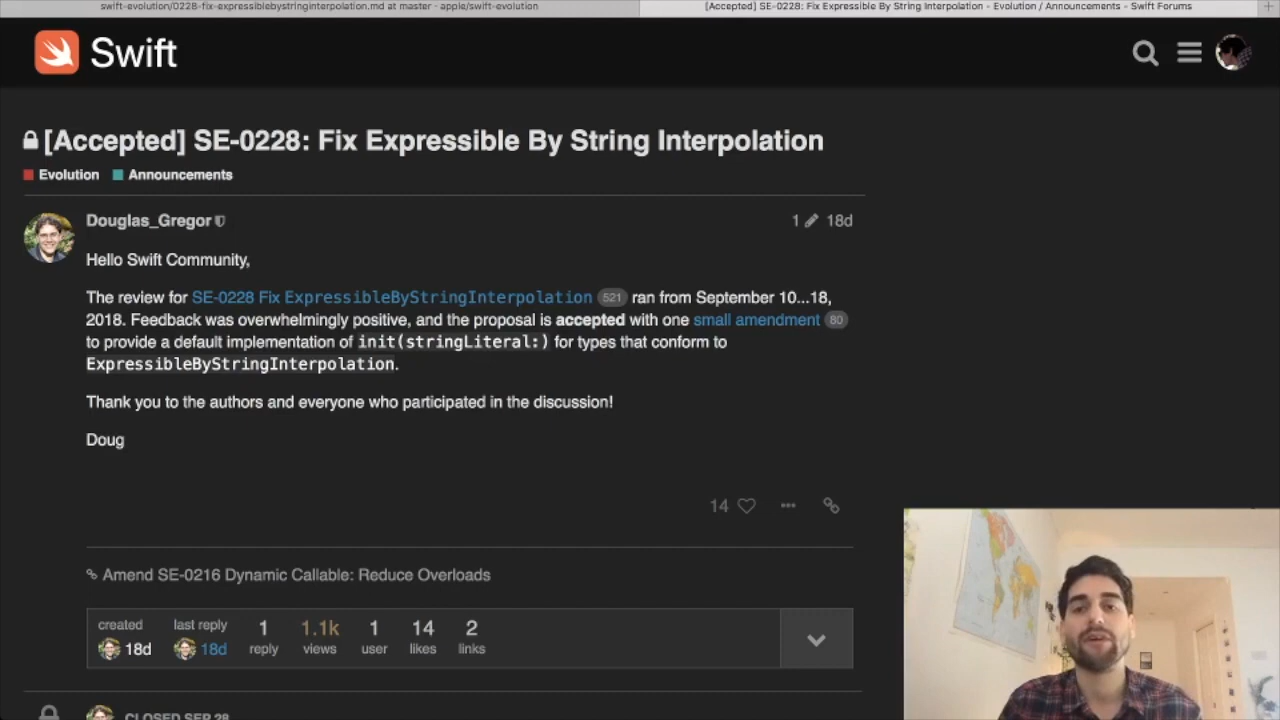 swift-evolution/0228-fix-expressiblebystringinterpolation.md at master · apple/swift-evolution
[Accepted] SE-0228: Fix Expressible By String Interpolation - Evolution / Announcements - Swift Forums
Swift
[Accepted] SE-0228: Fix Expressible By String Interpolation
Evolution Announcements
Douglas_Gregor
1 18d
Hello Swift Community,
The review for SE-0228 Fix ExpressibleByStringInterpolation 521 ran from September 10...18,
2018. Feedback was overwhelmingly positive, and the proposal is accepted with one small amendment 80
to provide a default implementation of init(stringLiteral:) for types that conform to
ExpressibleByStringInterpolation.
Thank you to the authors and everyone who participated in the discussion!
Doug
14
Amend SE-0216 Dynamic Callable: Reduce Overloads
created last reply 1 1.1k 1 14 2
18d 18d reply views user likes links
CLOSED SEP 28